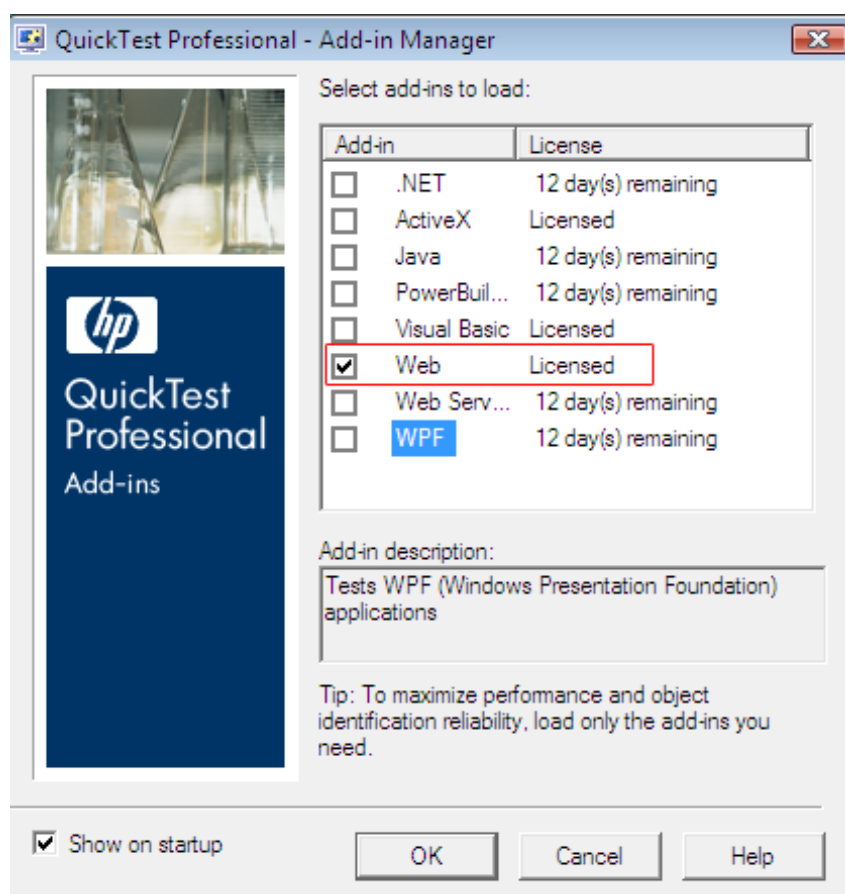 QuickTest Professional - Add-in Manager
Select add-ins to load:
Add-in License
.NET 12 day(s) remaining
ActiveX Licensed
Java 12 day(s) remaining
PowerBuil... 12 day(s) remaining
Visual Basic Licensed
Web Licensed
Web Serv... 12 day(s) remaining
WPF 12 day(s) remaining
hp
QuickTest
Professional
Add-ins
Add-in description:
Tests WPF (Windows Presentation Foundation)
applications
Tip: To maximize performance and object
identification reliability, load only the add-ins you
need.
Show on startup
OK Cancel Help